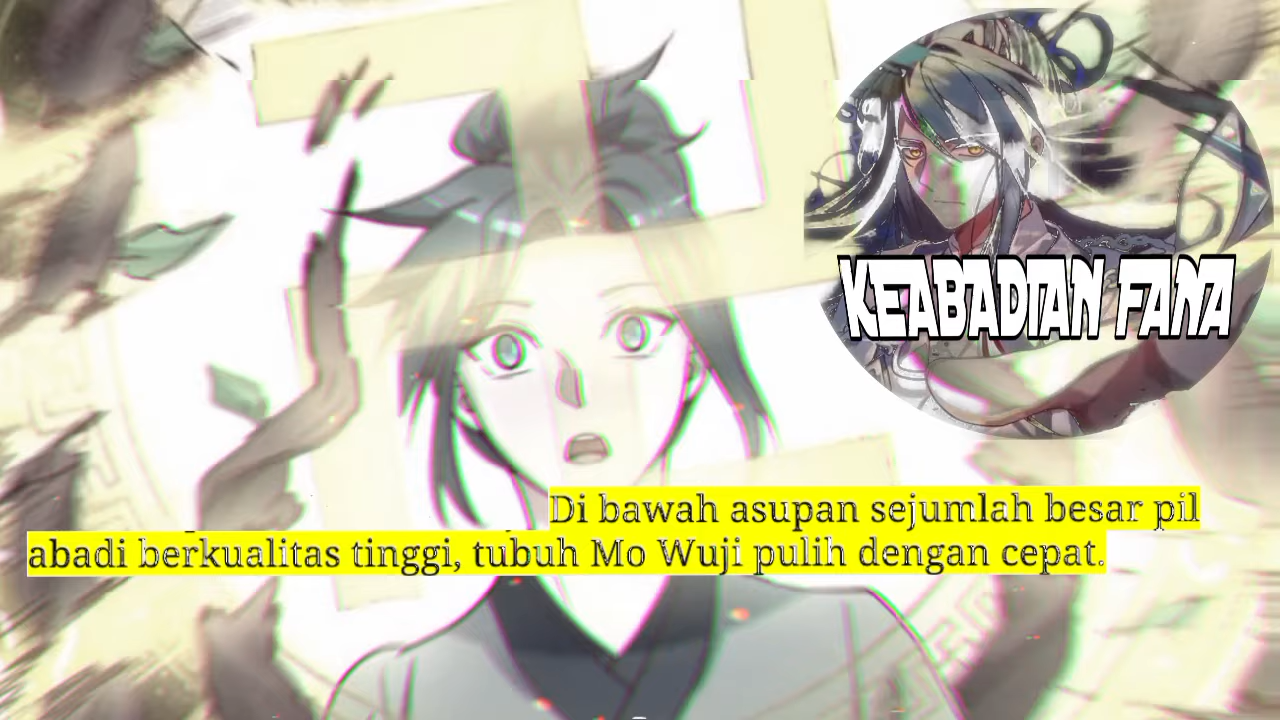 KEABADIAN FANA
Di bawah asupan sejumlah besar pil
abadi berkualitas tinggi, tubuh Mo Wuji pulih dengan cepat.